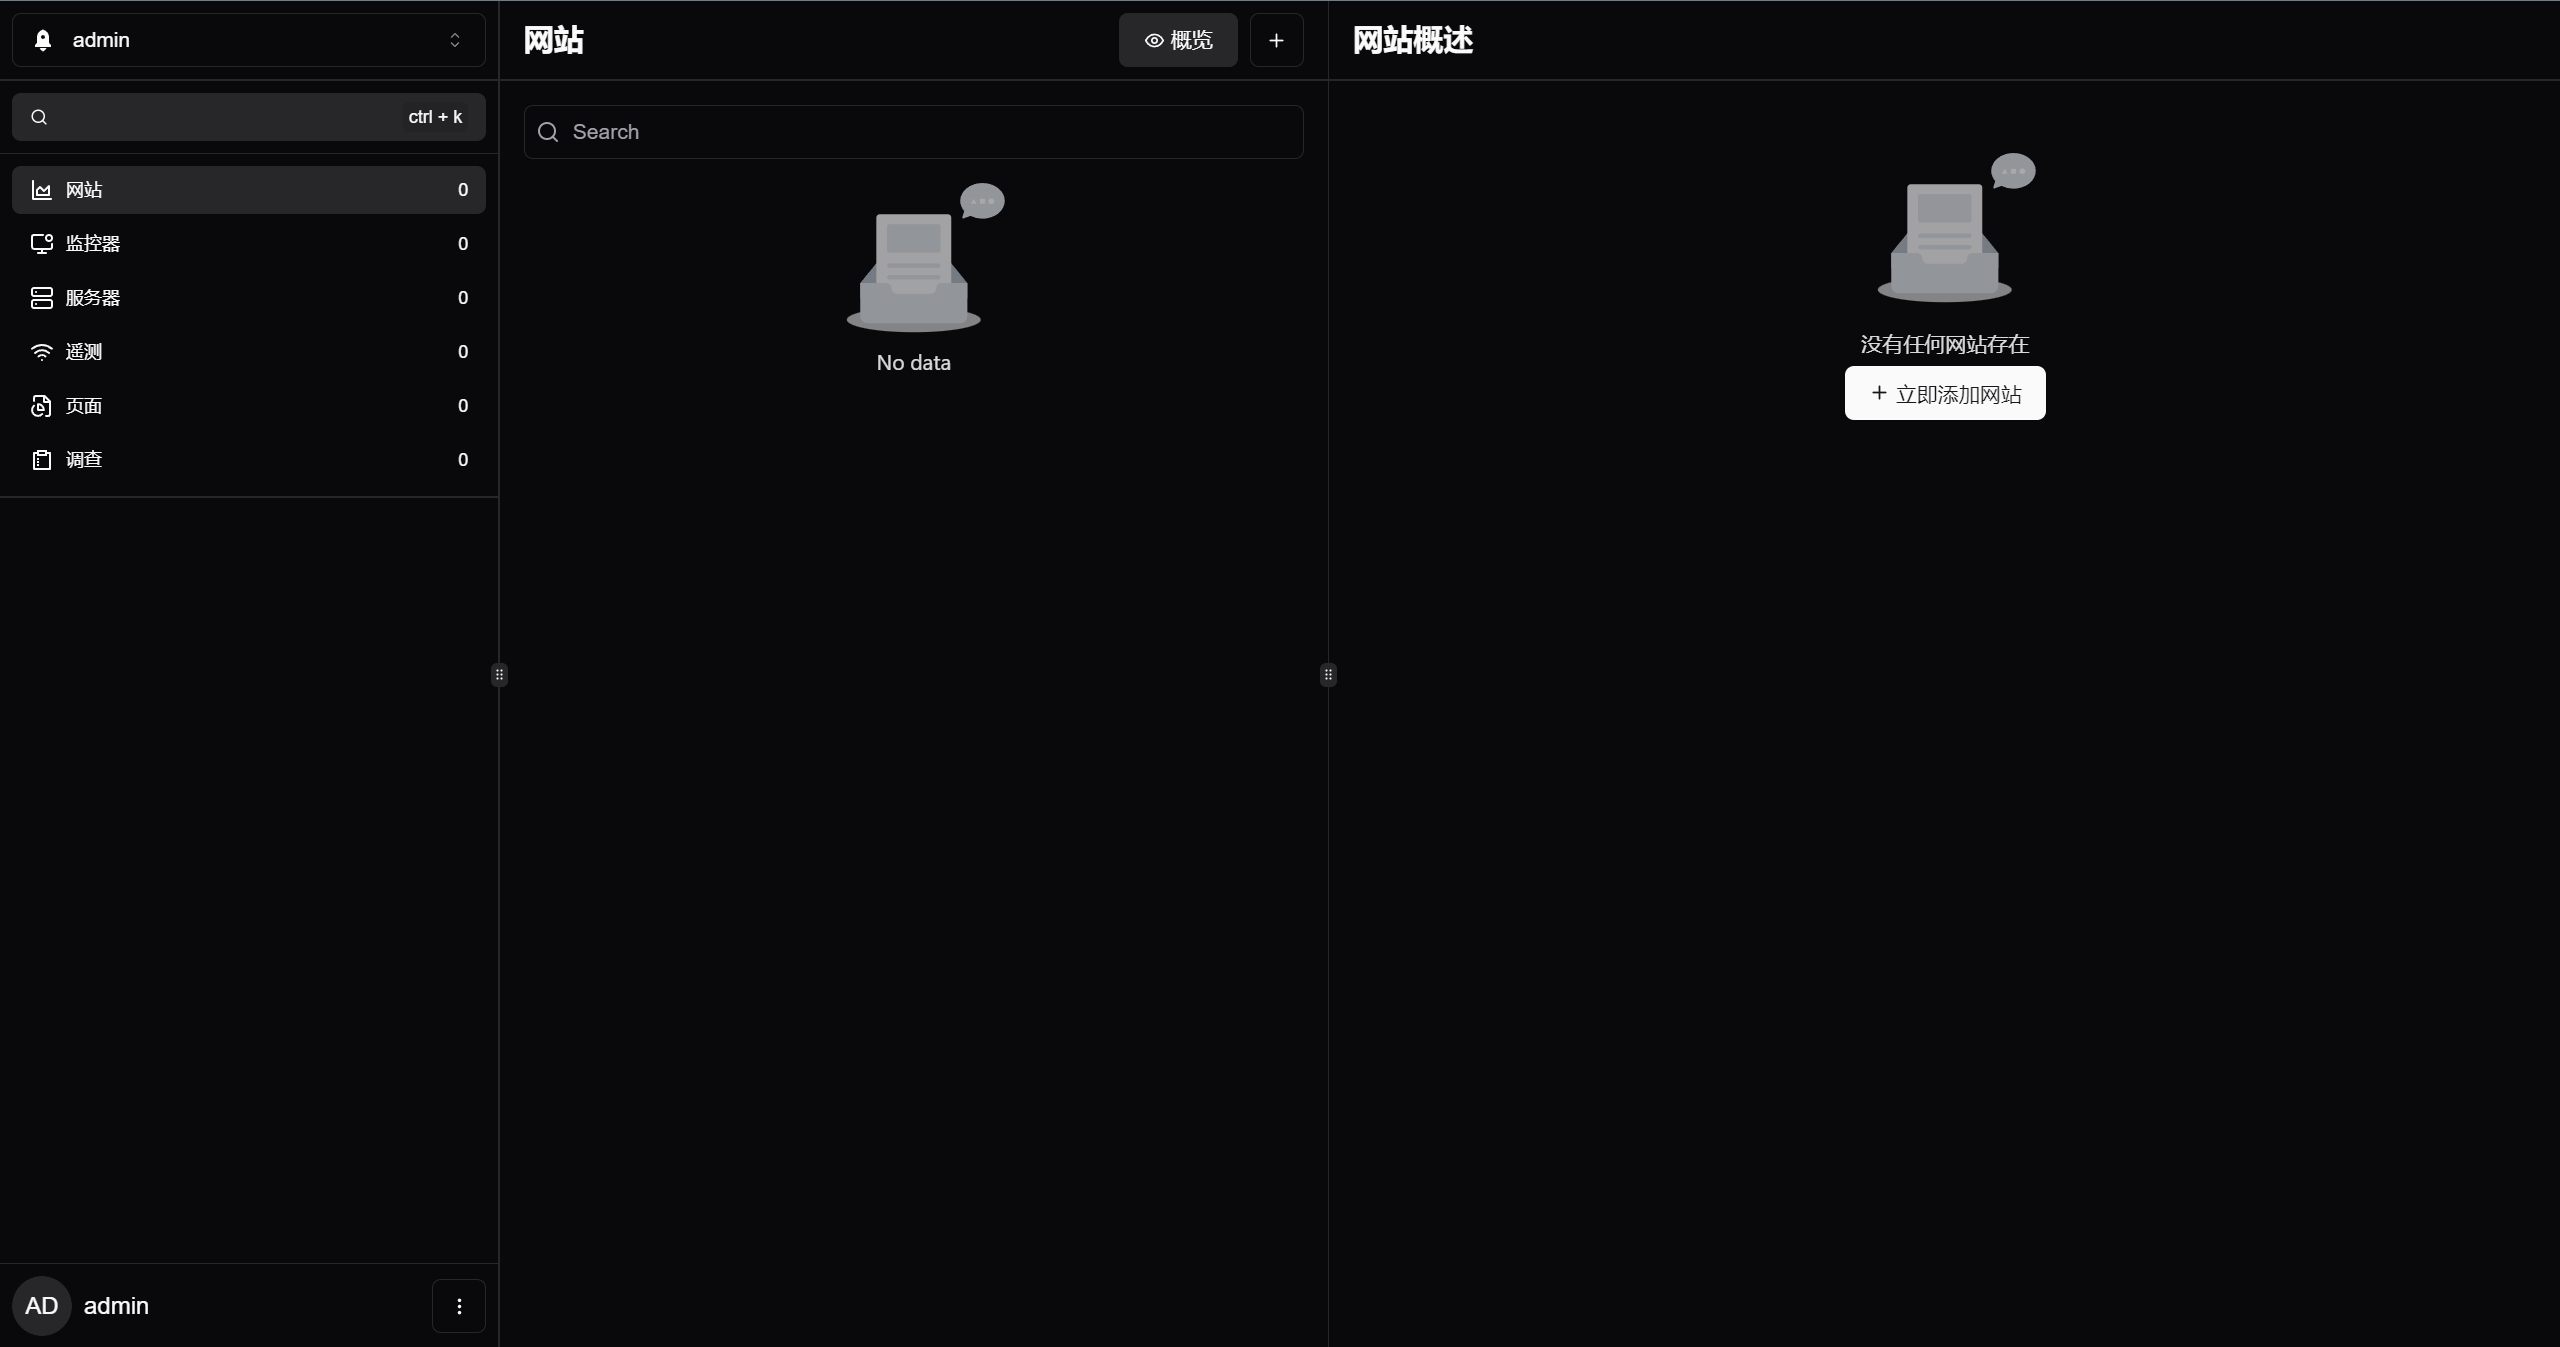 admin
ctrl + k
网站 0
监控器 0
服务器 0
遥测 0
页面 0
调查 0
AD admin
网站
概览
Search
No data
网站概述
没有任何网站存在
立即添加网站